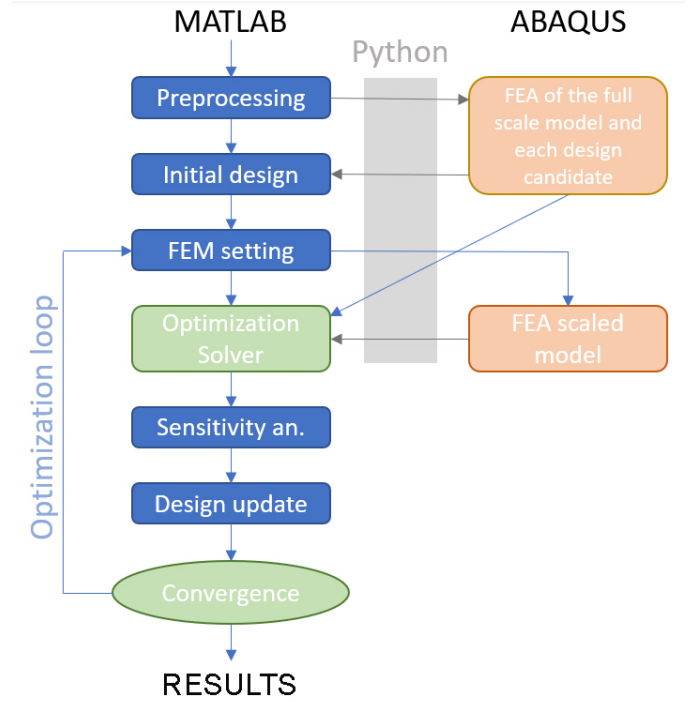 MATLAB
ABAQUS
Python
Preprocessing
FEA of the full
scale model and
each design
candidate
Initial design
FEM setting
Optimization
Solver
FEA scaled
model
Optimization loop
Sensitivity an.
Design update
Convergence
RESULTS